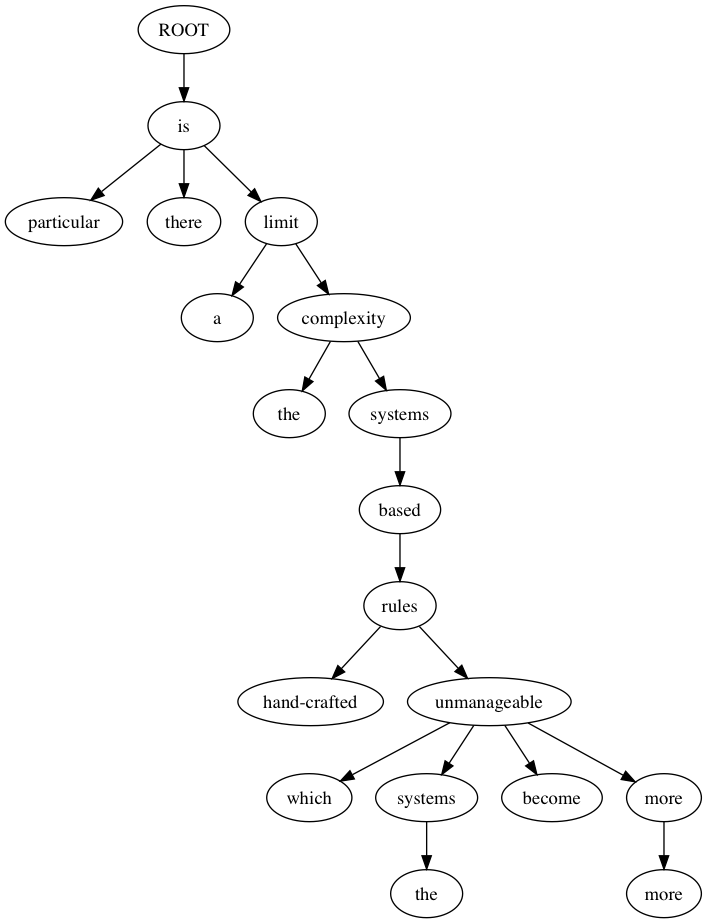 ROOT
is
particular there limit
a complexity
the systems
based
rules
hand-crafted unmanageable
which systems become more
the more